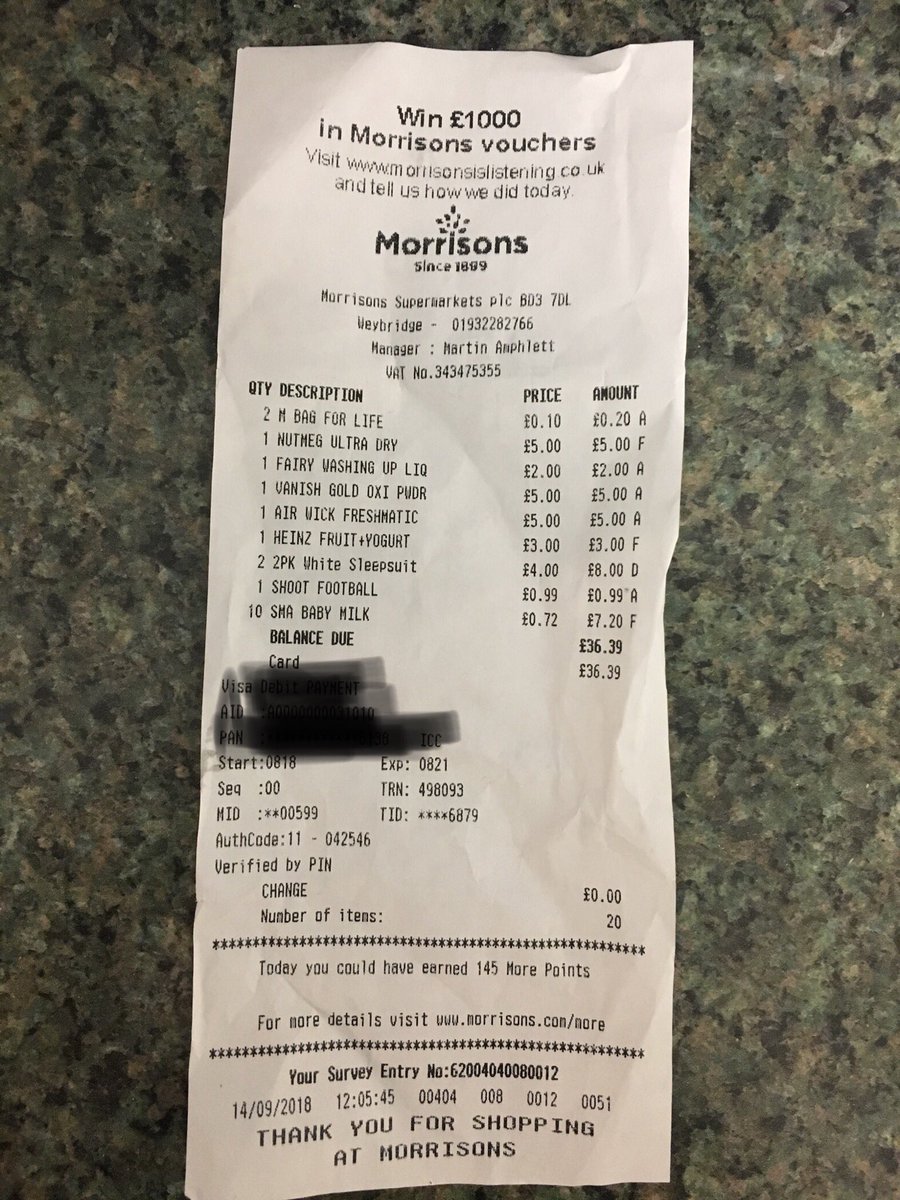 Win £1000
in Morrisons vouchers
Visit www.morrisonsislistening.co.uk
and tell us how we did today.
Morrisons
Since 1899
Morrisons Supermarkets plc BD3 7DL
Weybridge - 01932282766
Manager : Martin Amphlett
VAT No.343475355
QTY DESCRIPTION PRICE AMOUNT
2 M BAG FOR LIFE £0.10 £0.20 A
1 NUTMEG ULTRA DRY £5.00 £5.00 F
1 FAIRY WASHING UP LIQ £2.00 £2.00 A
1 VANISH GOLD OXI PWDR £5.00 £5.00 A
1 AIR WICK FRESHMATIC £5.00 £5.00 A
1 HEINZ FRUIT+YOGURT £3.00 £3.00 F
2 2PK White Sleepsuit £4.00 £8.00 D
1 SHOOT FOOTBALL £0.99 £0.99 A
10 SMA BABY MILK £0.72 £7.20 F
BALANCE DUE £36.39
Card £36.39
Visa Debit PAYMENT
AID
PAN ICC
Start:0818 Exp: 0821
Seq :00 TRN: 498093
MID :**00599 TID: ****6879
AuthCode:11 - 042546
Verified by PIN
CHANGE £0.00
Number of items: 20
*****************************************************
Today you could have earned 145 More Points
For more details visit www.morrisons.com/more
*****************************************************
Your Survey Entry No:62004040080012
14/09/2018 12:05:45 00404 008 0012 0051
THANK YOU FOR SHOPPING
AT MORRISONS